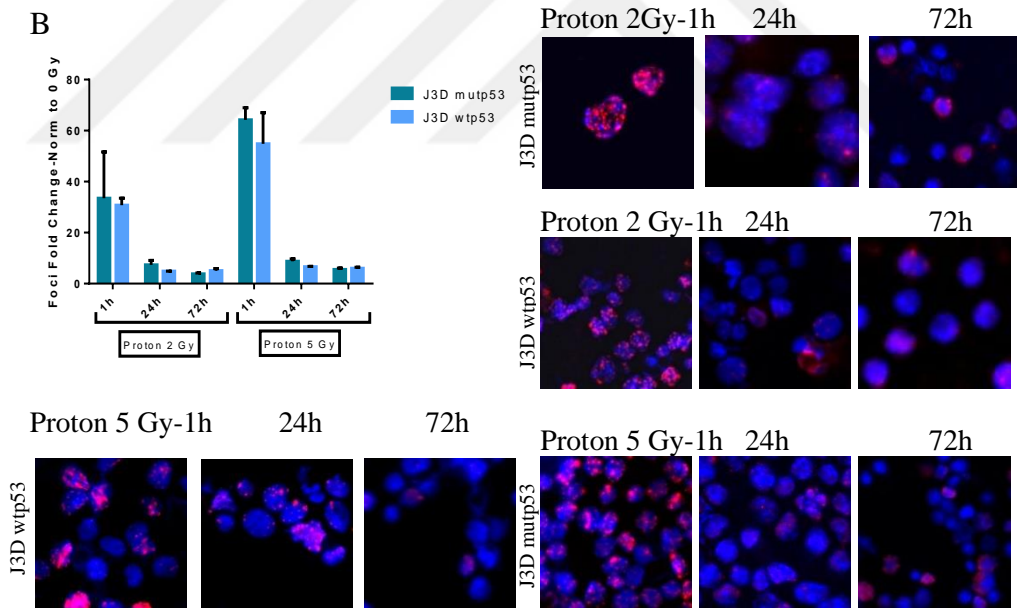 B
Foci Fold Change-Norm to 0 Gy
80
60
40
20
0
1h
24h
72h
1h
24h
72h
Proton 2 Gy
Proton 5 Gy
J3D mutp53
J3D wtp53
Proton 2Gy-1h 24h 72h
J3D mutp53
Proton 2 Gy-1h 24h 72h
J3D wtp53
Proton 5 Gy-1h 24h 72h
J3D wtp53
Proton 5 Gy-1h 24h 72h
J3D mutp53